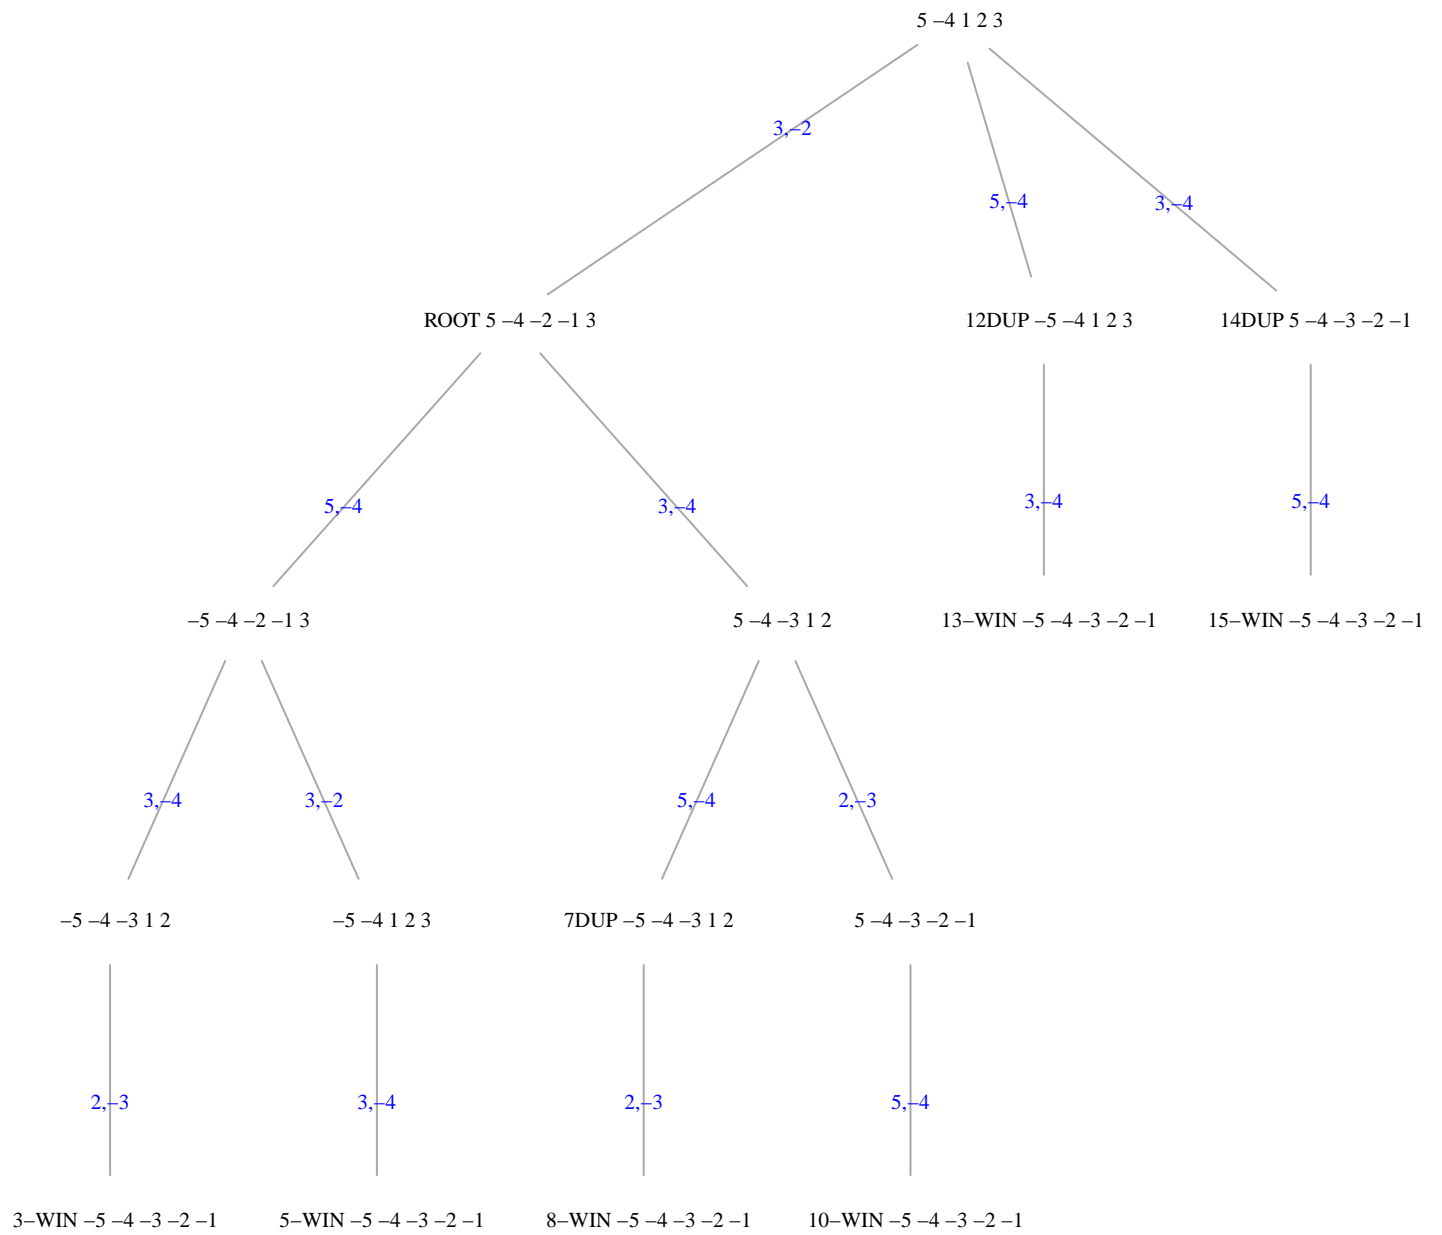 5 –4 1 2 3
3,–2
5,–4
3,–4
ROOT 5 –4 –2 –1 3
12DUP –5 –4 1 2 3
14DUP 5 –4 –3 –2 –1
5,–4
3,–4
3,–4
5,–4
–5 –4 –2 –1 3
5 –4 –3 1 2
13–WIN –5 –4 –3 –2 –1
15–WIN –5 –4 –3 –2 –1
3,–4
3,–2
5,–4
2,–3
–5 –4 –3 1 2
–5 –4 1 2 3
7DUP –5 –4 –3 1 2
5 –4 –3 –2 –1
2,–3
3,–4
2,–3
5,–4
3–WIN –5 –4 –3 –2 –1
5–WIN –5 –4 –3 –2 –1
8–WIN –5 –4 –3 –2 –1
10–WIN –5 –4 –3 –2 –1